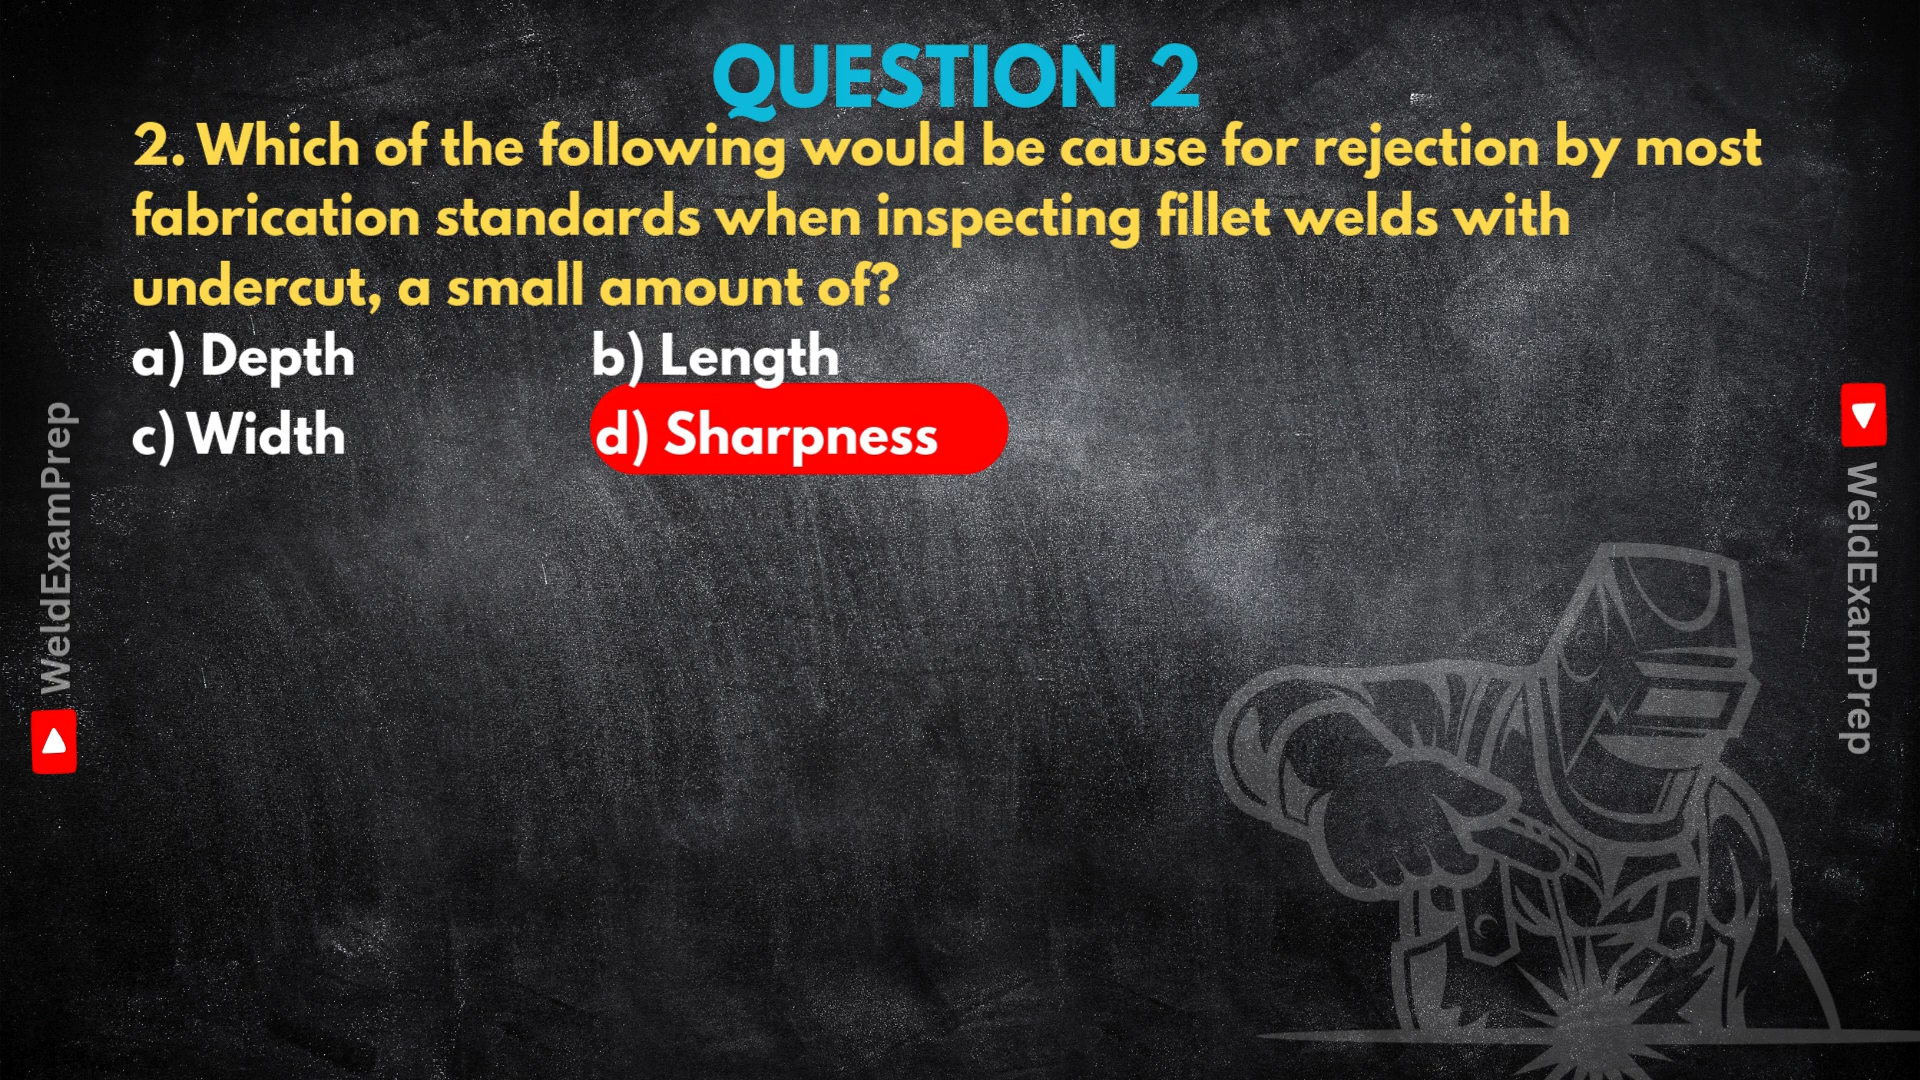 QUESTION 2
2. Which of the following would be cause for rejection by most
fabrication standards when inspecting fillet welds with
undercut, a small amount of?
a) Depth b) Length
c) Width d) Sharpness
WeldExamPrep
WeldExamPrep